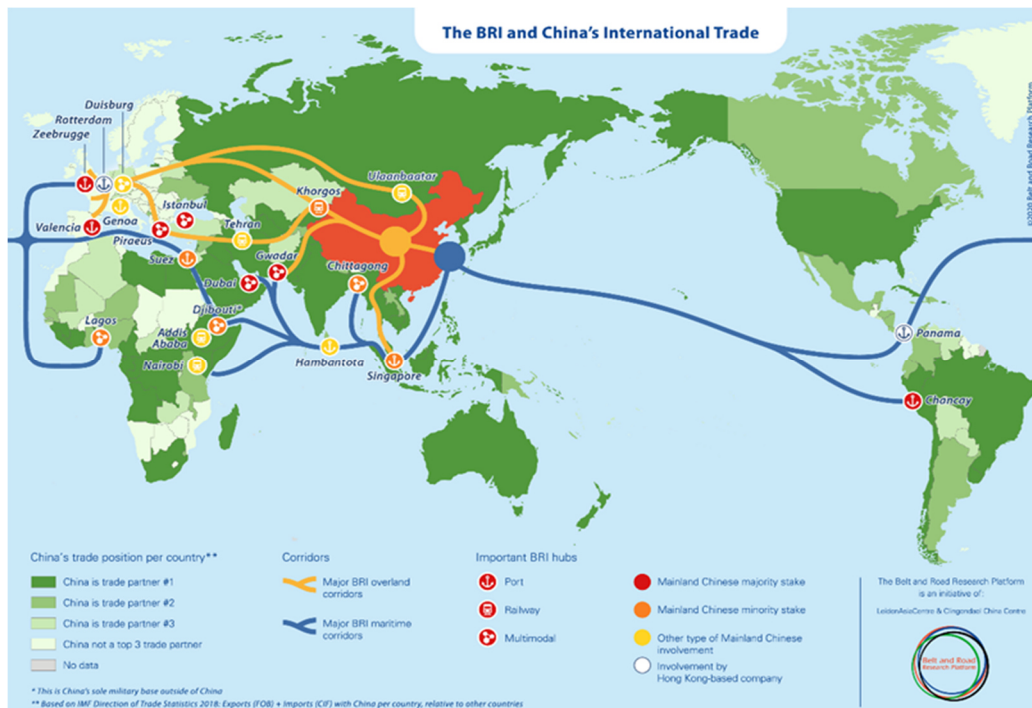 The BRI and China's International Trade
©2020 Belt and Road Research Platform
Duisburg
Rotterdam
Zeebrugge
Ulaanbaatar
Khorgos
Istanbul
Valencia
Genoa
Tehran
Piraeus
Gwadar
Suez
Chittagong
Dubai
Djibouti*
Lagos
Addis
Ababa
Panama
Hambantota
Nairobi
Singapore
Chancay
China's trade position per country**
China is trade partner #1
China is trade partner #2
China is trade partner #3
China not a top 3 trade partner
No data
Corridors
Major BRI overland
corridors
Major BRI maritime
corridors
Important BRI hubs
Port
Railway
Multimodal
Mainland Chinese majority stake
Mainland Chinese minority stake
Other type of Mainland Chinese
involvement
Involvement by
Hong Kong-based company
The Belt and Road Research Platform
is an initiative of:
LeidenAsiaCentre & Clingendael China Centre
Belt and Road
Research Platform
* This is China's sole military base outside of China
** Based on IMF Direction of Trade Statistics 2018: Exports (FOB) + Imports (CIF) with China per country, relative to other countries